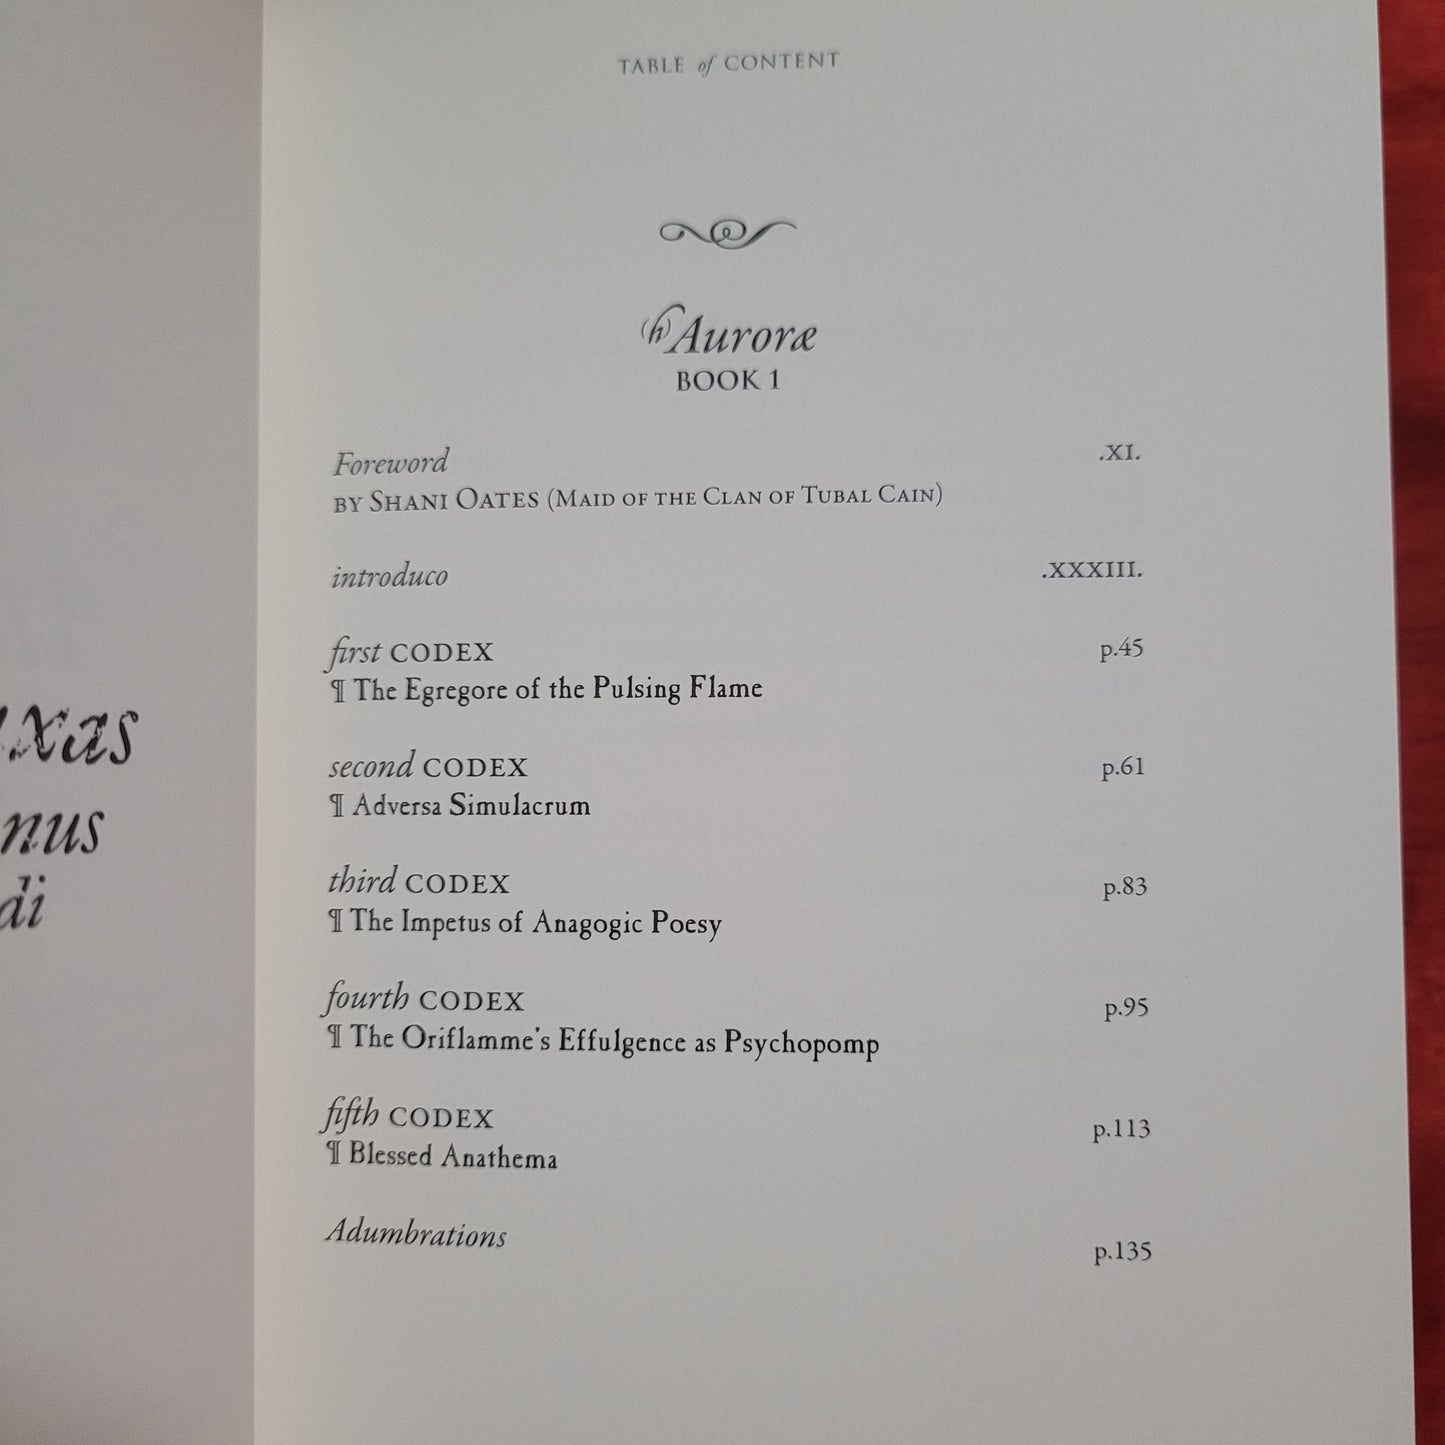 TABLE of CONTENT
(h)Auroræ
BOOK 1
Foreword .XI.
BY SHANI OATES (MAID OF THE CLAN OF TUBAL CAIN)
introduco .XXXIII.
first CODEX p.45
¶ The Egregore of the Pulsing Flame
second CODEX p.61
¶ Adversa Simulacrum
third CODEX p.83
¶ The Impetus of Anagogic Poesy
fourth CODEX p.95
¶ The Oriflamme's Effulgence as Psychopomp
fifth CODEX p.113
¶ Blessed Anathema
Adumbrations p.135